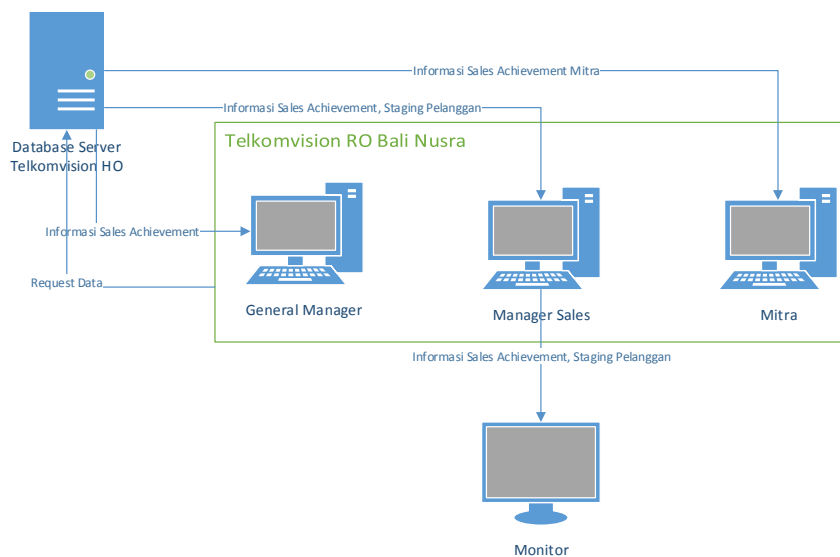 Informasi Sales Achievement Mitra
Informasi Sales Achievement, Staging Pelanggan
Database Server
Telkomvision HO
Telkomvision RO Bali Nusra
Informasi Sales Achievement
Request Data
General Manager
Manager Sales
Mitra
Informasi Sales Achievement, Staging Pelanggan
Monitor